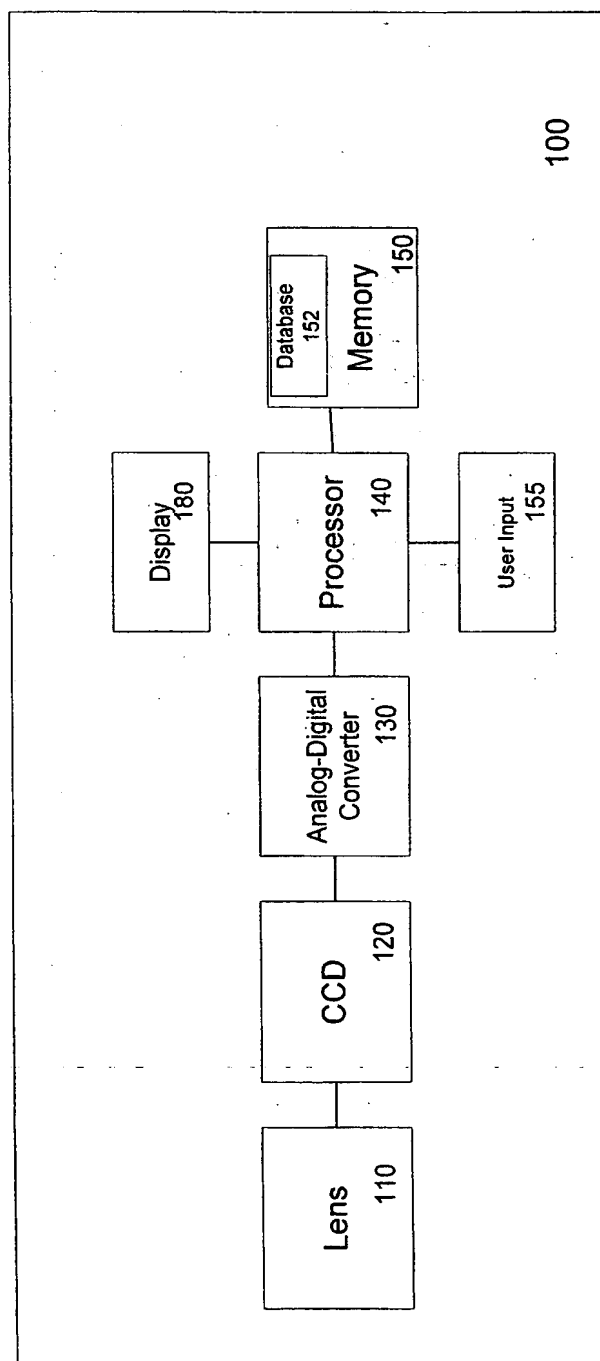 100
Display
180
Database
152
Memory
150
Lens
110
CCD
120
Analog-Digital
Converter
130
Processor
140
User Input
155